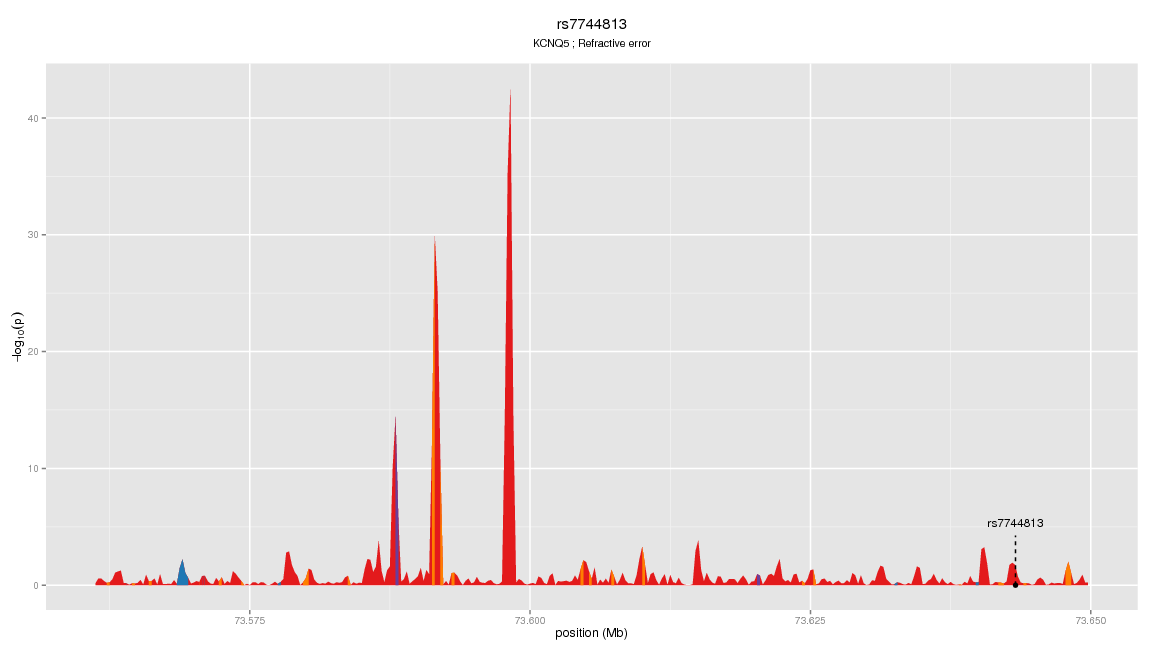 rs7744813
KCNQ5 ; Refractive error
40
30
20
10
0
−log10(p)
rs7744813
73.575
73.600
73.625
73.650
position (Mb)